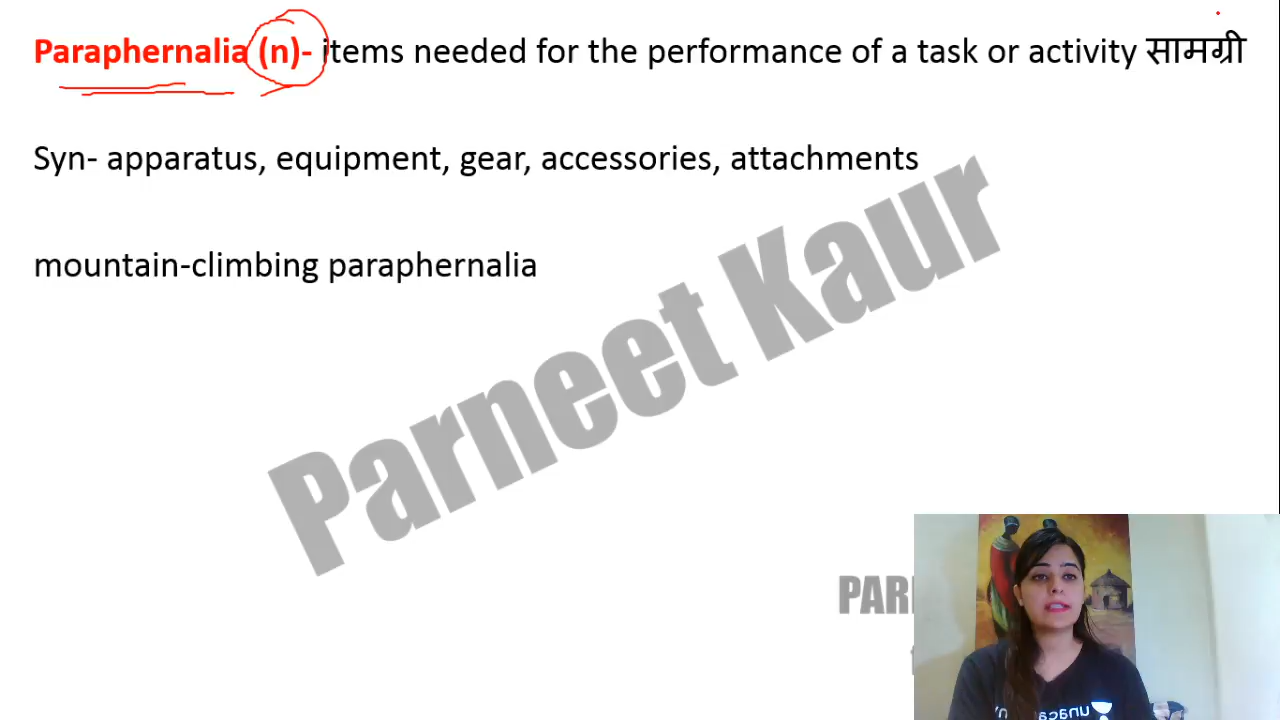 Paraphernalia (n)- items needed for the performance of a task or activity सामग्री
Syn- apparatus, equipment, gear, accessories, attachments
mountain-climbing paraphernalia
Parneet Kaur